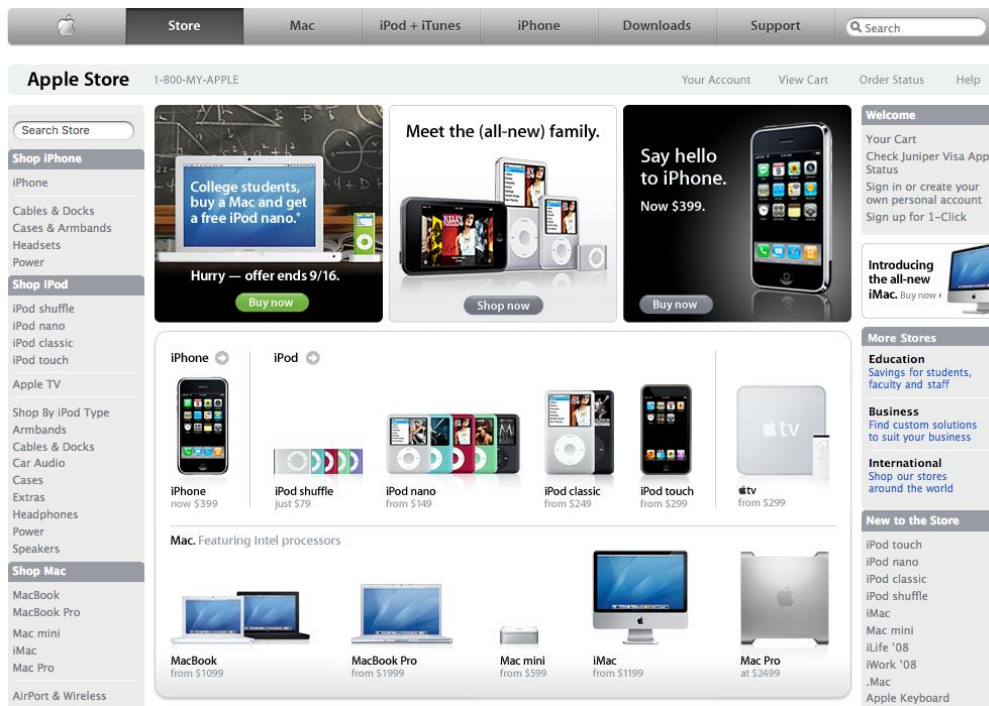 Store
Mac
iPod + iTunes
iPhone
Downloads
Support
Search
Apple Store
1-800-MY-APPLE
Your Account
View Cart
Order Status
Help
Search Store
Shop iPhone
iPhone
Cables & Docks
Cases & Armbands
Headsets
Power
Shop iPod
iPod shuffle
iPod nano
iPod classic
iPod touch
Apple TV
Shop By iPod Type
Armbands
Cables & Docks
Car Audio
Cases
Extras
Headphones
Power
Speakers
Shop Mac
MacBook
MacBook Pro
Mac mini
iMac
Mac Pro
AirPort & Wireless
College students,
buy a Mac and get
a free iPod nano.*
Hurry — offer ends 9/16.
Buy now
Meet the (all-new) family.
Shop now
Say hello
to iPhone.
Now $399.
Buy now
iPhone
iPod
tv
iPhone
now $399
iPod shuffle
just $79
iPod nano
from $149
iPod classic
from $249
iPod touch
from $299
tv
from $299
Mac. Featuring Intel processors
MacBook
from $1099
MacBook Pro
from $1999
Mac mini
from $599
iMac
from $1199
Mac Pro
at $2499
Welcome
Your Cart
Check Juniper Visa App
Status
Sign in or create your
own personal account
Sign up for 1-Click
Introducing
the all-new
iMac. Buy now
More Stores
Education
Savings for students,
faculty and staff
Business
Find custom solutions
to suit your business
International
Shop our stores
around the world
New to the Store
iPod touch
iPod nano
iPod classic
iPod shuffle
iMac
Mac mini
iLife '08
iWork '08
.Mac
Apple Keyboard